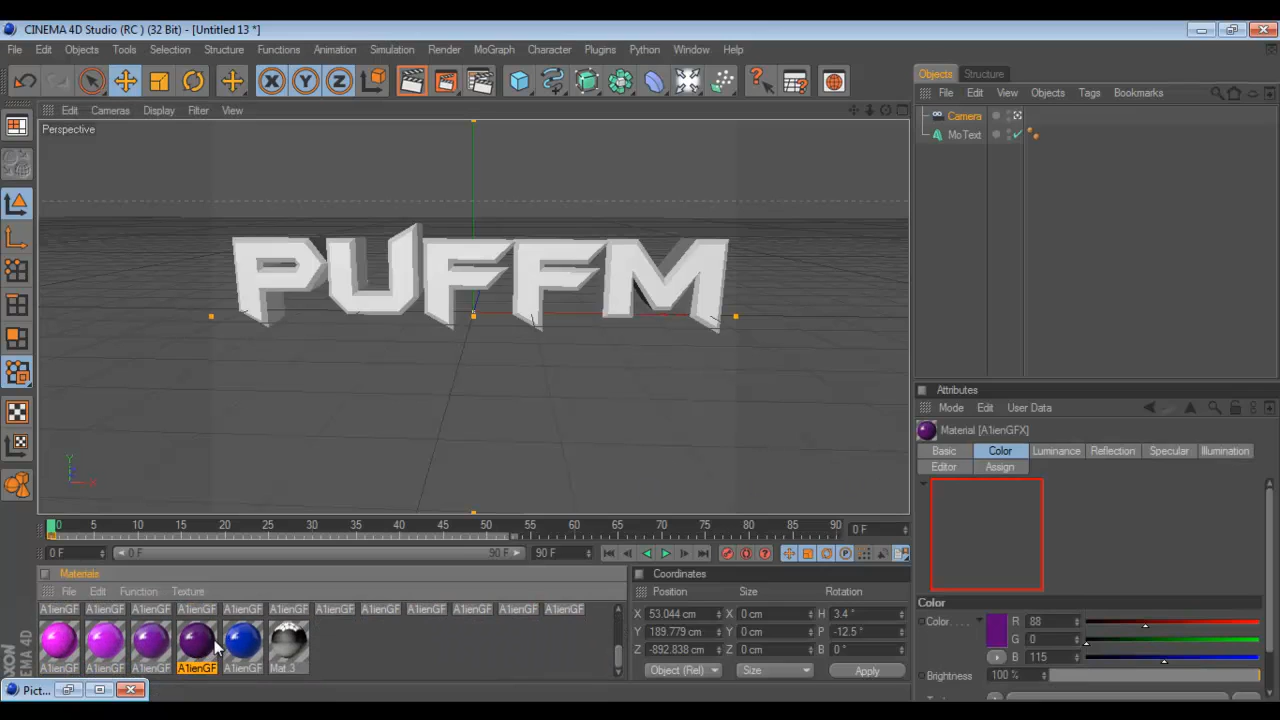 CINEMA 4D Studio (RC ) (32 Bit) - [Untitled 13 *]
File Edit Objects Tools Selection Structure Functions Animation Simulation Render MoGraph Character Plugins Python Window Help
Objects Structure
File Edit View Objects Tags Bookmarks
Edit Cameras Display Filter View
Perspective
Camera
MoText
PUFFM
Y
X
Attributes
Mode Edit User Data
Material [A1ienGFX]
Basic Color Luminance Reflection Specular Illumination
Editor Assign
0 5 10 15 20 25 30 35 40 45 50 55 60 65 70 75 80 85 90 0 F
0 F 0 F 90 F 90 F
Materials
File Edit Function Texture
A1ienGF A1ienGF A1ienGF A1ienGF A1ienGF A1ienGF A1ienGF A1ienGF A1ienGF A1ienGF A1ienGF A1ienGF
A1ienGF A1ienGF A1ienGF A1ienGF A1ienGF Mat.3
Coordinates
Position Size Rotation
X 53.044 cm X 0 cm H 3.4 °
Y 189.779 cm Y 0 cm P -12.5 °
Z -892.838 cm Z 0 cm B 0 °
Object (Rel) Size Apply
Color
Color. . . . R 88
G 0
B 115
Brightness 100 %
Pict...